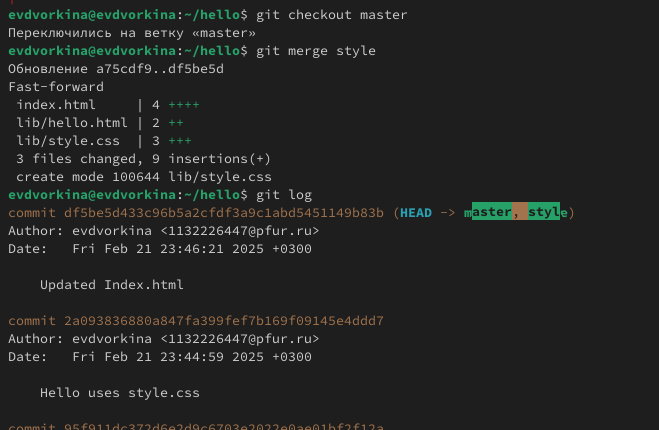 evdvorkina@evdvorkina:~/hello$ git checkout master
Переключились на ветку «master»
evdvorkina@evdvorkina:~/hello$ git merge style
Обновление a75cdf9..df5be5d
Fast-forward
 index.html     | 4 ++++
 lib/hello.html | 2 ++
 lib/style.css  | 3 +++
 3 files changed, 9 insertions(+)
 create mode 100644 lib/style.css
evdvorkina@evdvorkina:~/hello$ git log
commit df5be5d433c96b5a2cfdf3a9c1abd5451149b83b (HEAD -> master, style)
Author: evdvorkina <1132226447@pfur.ru>
Date:   Fri Feb 21 23:46:21 2025 +0300

    Updated Index.html

commit 2a093836880a847fa399fef7b169f09145e4ddd7
Author: evdvorkina <1132226447@pfur.ru>
Date:   Fri Feb 21 23:44:59 2025 +0300

    Hello uses style.css

commit 95f911dc372d6e2d9c6703e2022e0ae01bf2f12a